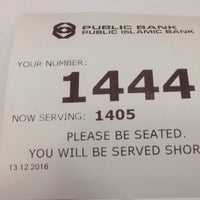 PUBLIC BANK
PUBLIC ISLAMIC BANK
YOUR NUMBER:
1444
NOW SERVING: 1405
PLEASE BE SEATED.
YOU WILL BE SERVED SHOR
13.12.2016